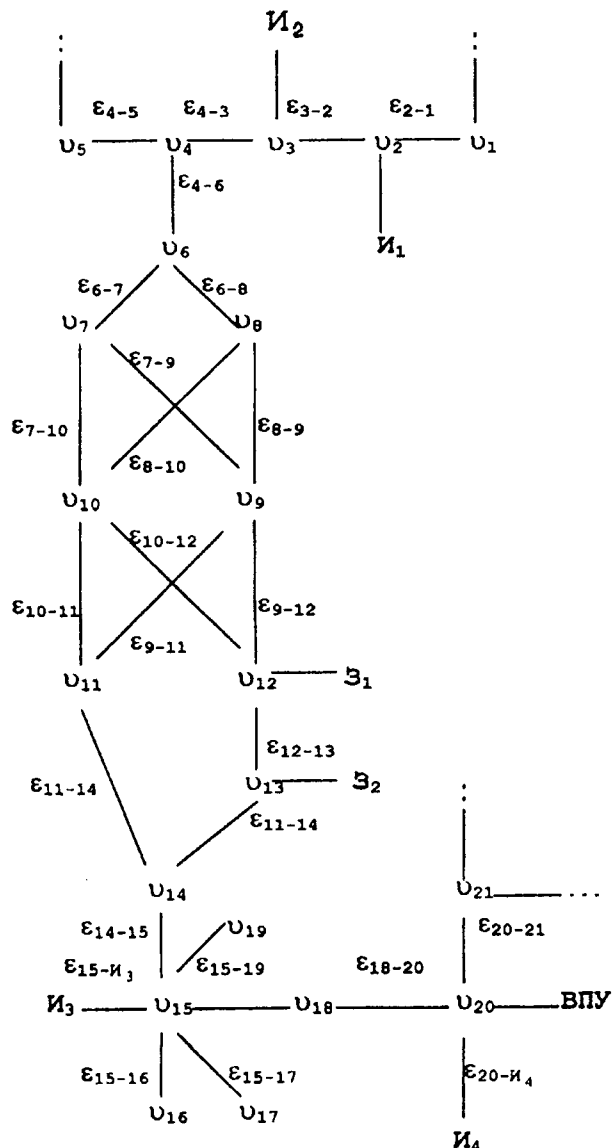 И₂
ε₄₋₅ ε₄₋₃ ε₃₋₂ ε₂₋₁
υ₅ υ₄ υ₃ υ₂ υ₁
ε₄₋₆
υ₆ И₁
ε₆₋₇ ε₆₋₈
υ₇ υ₈
ε₇₋₉
ε₇₋₁₀ ε₈₋₉
ε₈₋₁₀
υ₁₀ υ₉
ε₁₀₋₁₂
ε₁₀₋₁₁ ε₉₋₁₂
ε₉₋₁₁
υ₁₁ υ₁₂ З₁
ε₁₂₋₁₃
ε₁₁₋₁₄ υ₁₃ З₂
ε₁₁₋₁₄
υ₁₄ υ₂₁ ...
ε₁₄₋₁₅ υ₁₉ ε₂₀₋₂₁
ε₁₅₋И₃ ε₁₅₋₁₉ ε₁₈₋₂₀
И₃ υ₁₅ υ₁₈ υ₂₀ ВПУ
ε₁₅₋₁₆ ε₁₅₋₁₇ ε₂₀₋И₄
υ₁₆ υ₁₇
И₄